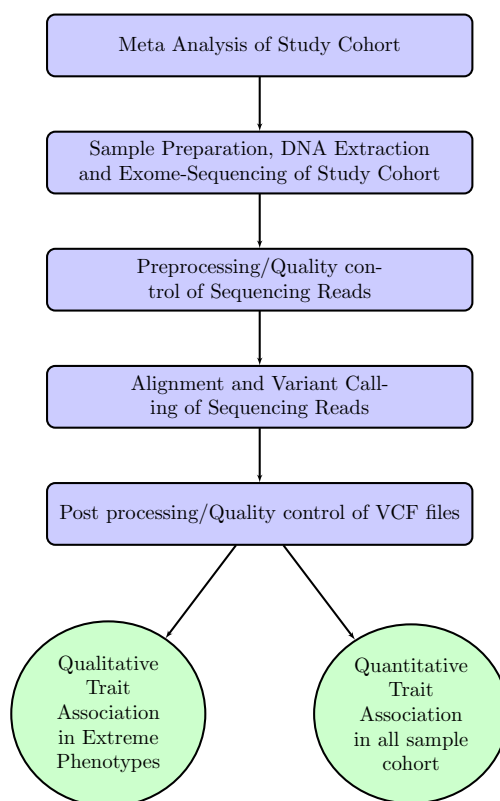 Meta Analysis of Study Cohort
Sample Preparation, DNA Extraction
and Exome-Sequencing of Study Cohort
Preprocessing/Quality con-
trol of Sequencing Reads
Alignment and Variant Call-
ing of Sequencing Reads
Post processing/Quality control of VCF files
Qualitative
Trait
Association
in Extreme
Phenotypes
Quantitative
Trait
Association
in all sample
cohort